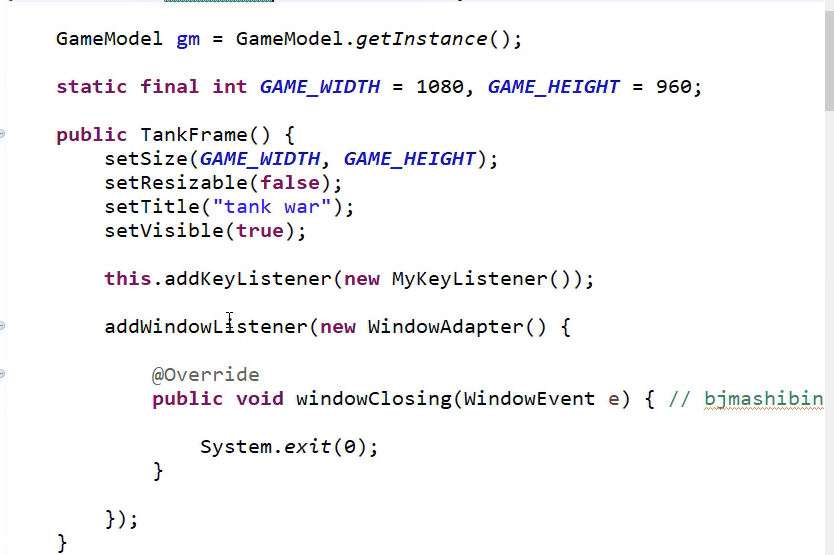 GameModel gm = GameModel.getInstance();
static final int GAME_WIDTH = 1080, GAME_HEIGHT = 960;
public TankFrame() {
setSize(GAME_WIDTH, GAME_HEIGHT);
setResizable(false);
setTitle("tank war");
setVisible(true);
this.addKeyListener(new MyKeyListener());
addWindowListener(new WindowAdapter() {
@Override
public void windowClosing(WindowEvent e) { // bjmashibin
System.exit(0);
}
});
}